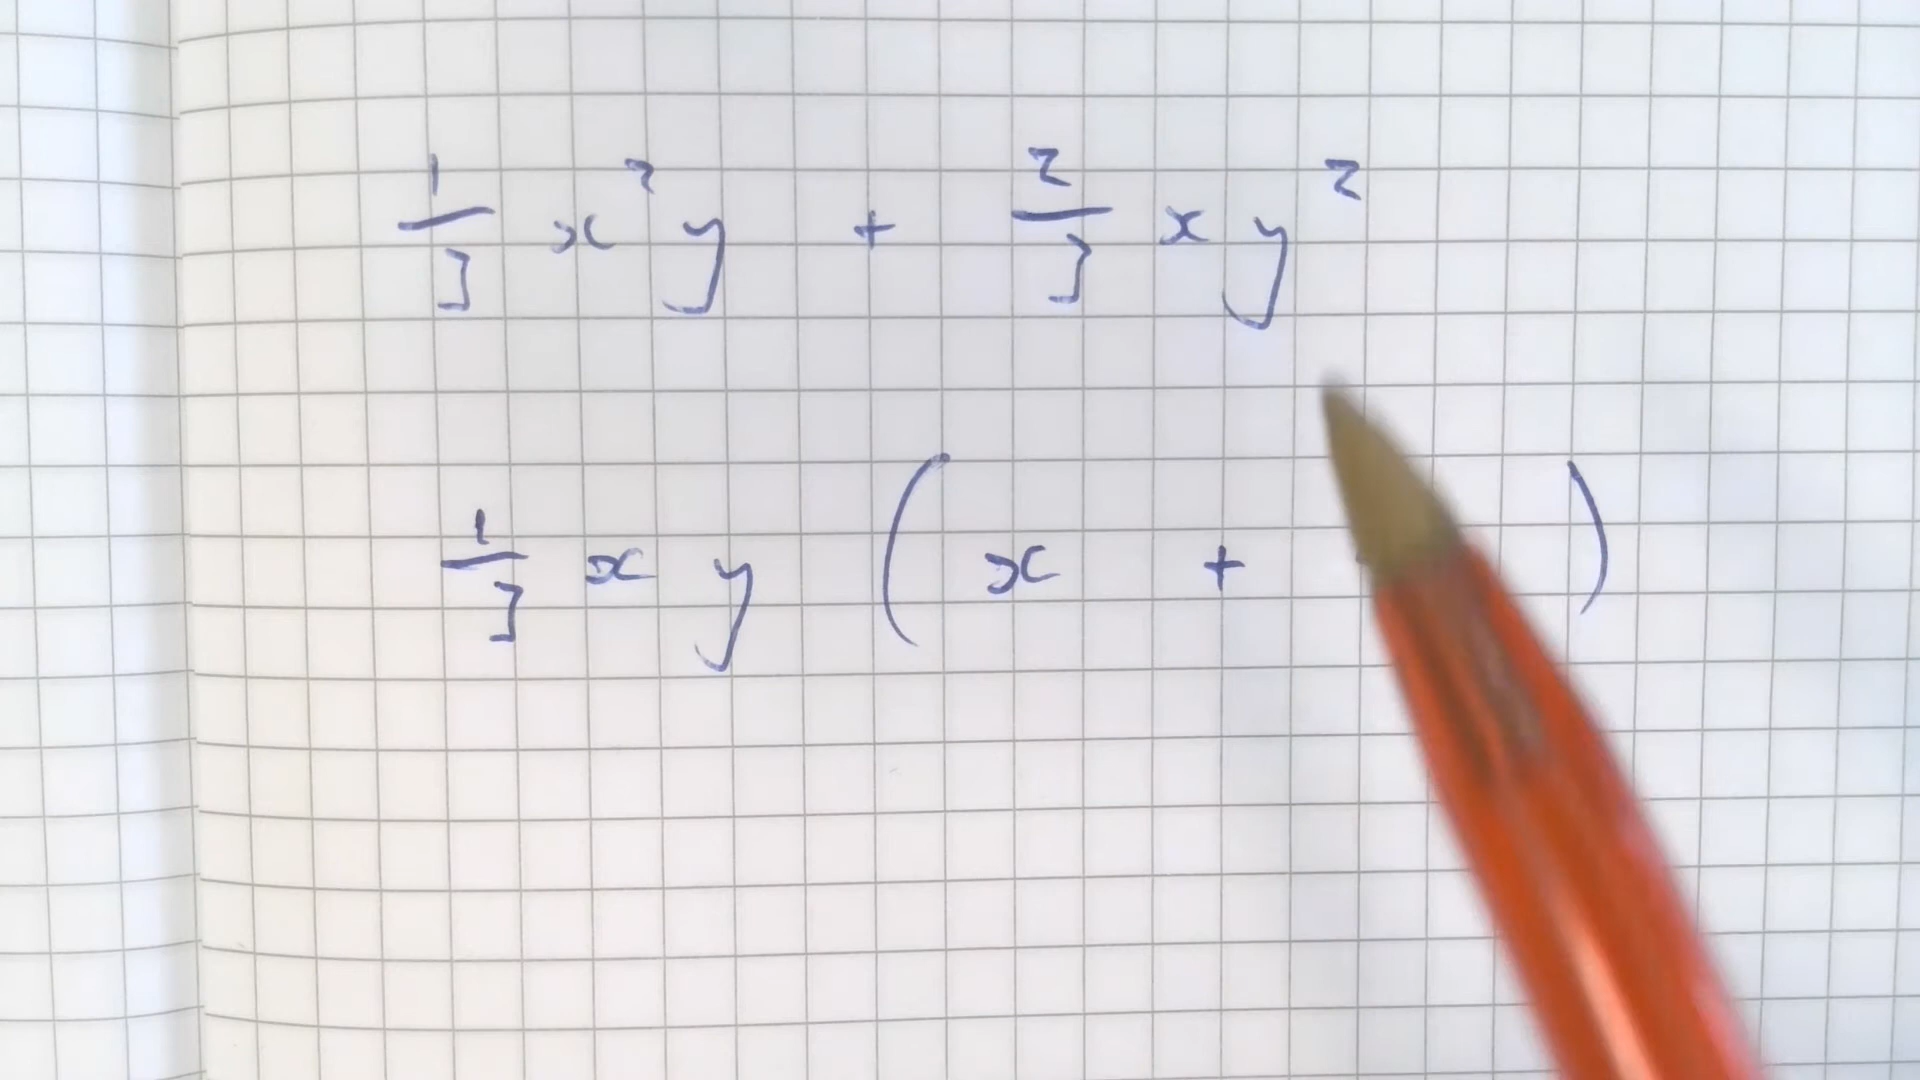 1/3 x²y + 2/3 xy²
1/3 xy ( x + )